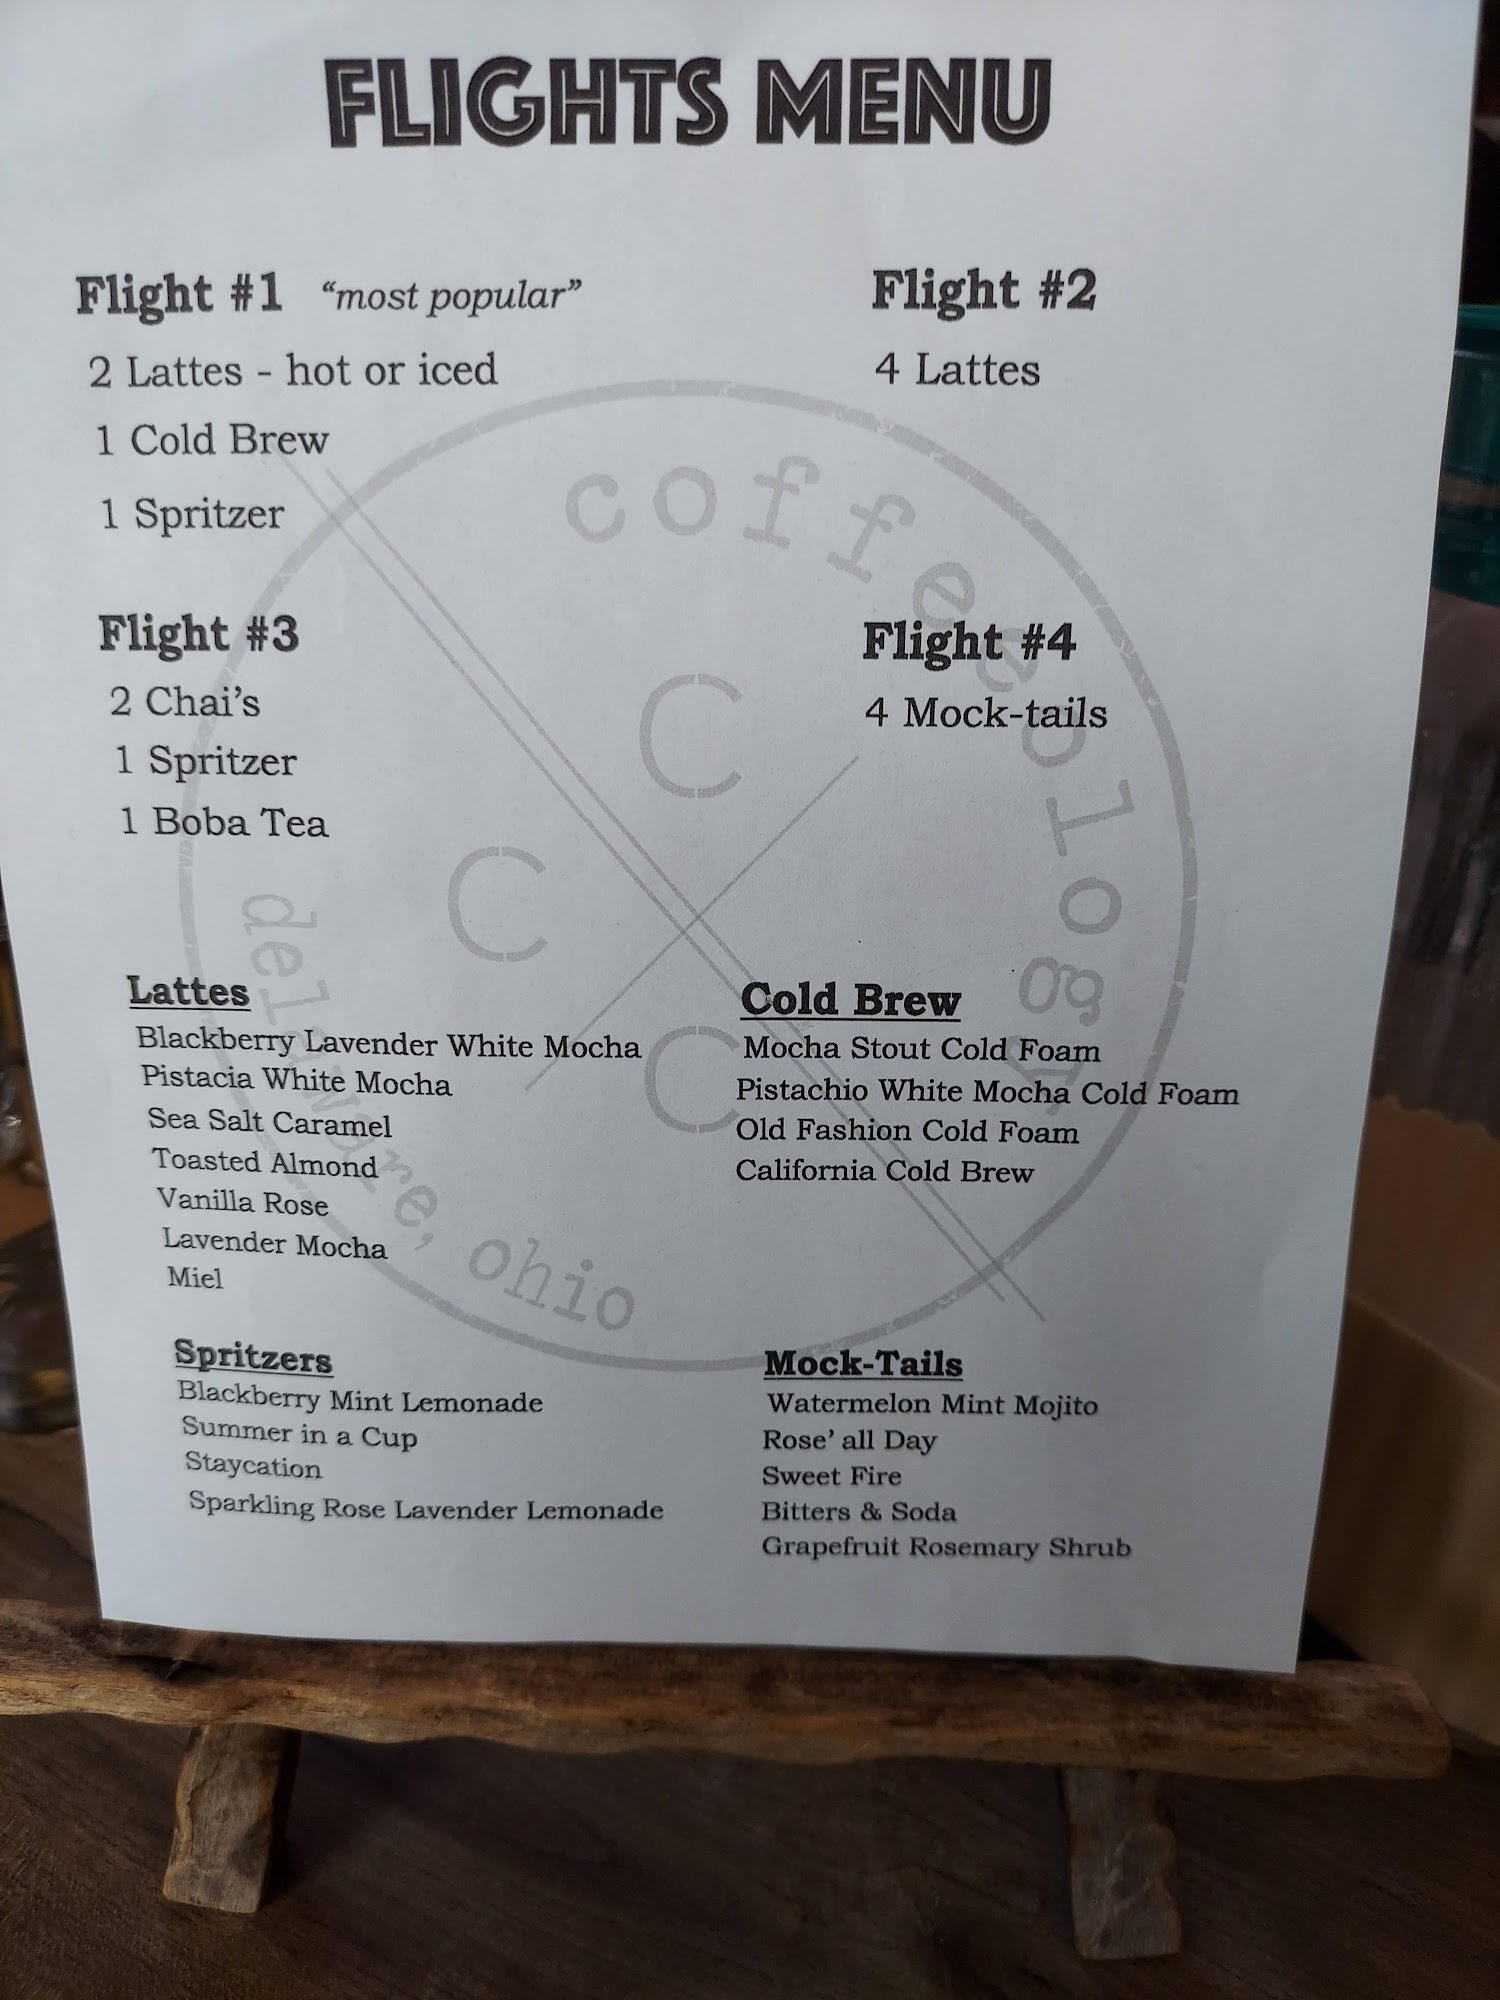 FLIGHTS MENU
Flight #1 “most popular”
2 Lattes - hot or iced
1 Cold Brew
1 Spritzer
Flight #2
4 Lattes
Flight #3
2 Chai’s
1 Spritzer
1 Boba Tea
Flight #4
4 Mock-tails
Lattes
Blackberry Lavender White Mocha
Pistacia White Mocha
Sea Salt Caramel
Toasted Almond
Vanilla Rose
Lavender Mocha
Miel
Cold Brew
Mocha Stout Cold Foam
Pistachio White Mocha Cold Foam
Old Fashion Cold Foam
California Cold Brew
Spritzers
Blackberry Mint Lemonade
Summer in a Cup
Staycation
Sparkling Rose Lavender Lemonade
Mock-Tails
Watermelon Mint Mojito
Rose’ all Day
Sweet Fire
Bitters & Soda
Grapefruit Rosemary Shrub
coffeeology
C
C
C
delaware, ohio